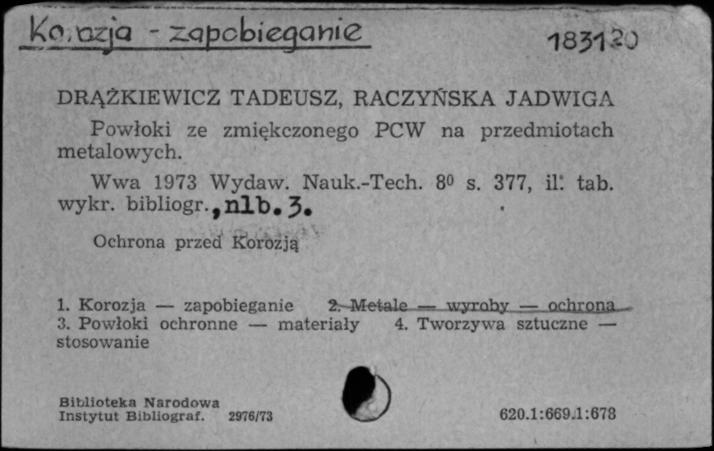 Korozja - zapobieganie
183120
DRĄŻKIEWICZ TADEUSZ, RACZYŃSKA JADWIGA
Powłoki ze zmiękczonego PCW na przedmiotach
metalowych.
Wwa 1973 Wydaw. Nauk.-Tech. 8⁰ s. 377, il. tab.
wykr. bibliogr., nlb. 3.
Ochrona przed Korozją
1. Korozja — zapobieganie 2. Metale — wyroby — ochrona
3. Powłoki ochronne — materiały 4. Tworzywa sztuczne —
stosowanie
Biblioteka Narodowa
Instytut Bibliograf. 2976/73
620.1:669.1:678